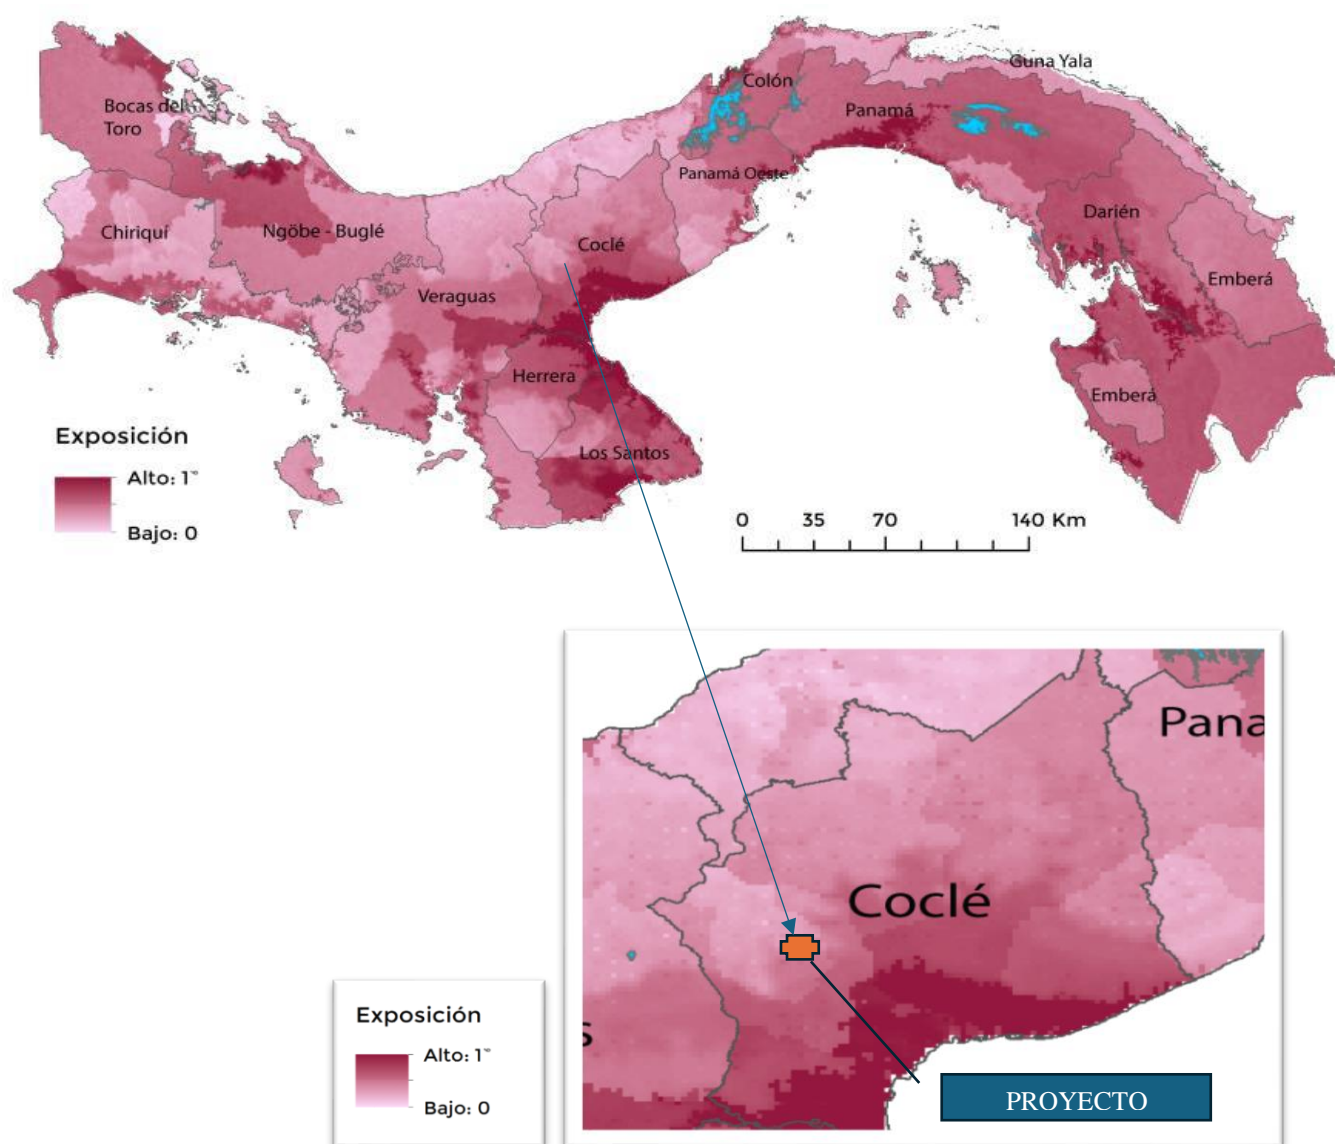 Guna Yala
Colón
Bocas del
Toro
Panamá
Panamá Oeste
Darién
Chiriquí
Ngöbe - Buglé
Coclé
Emberá
Veraguas
Herrera
Emberá
Los Santos
Exposición
Alto: 1
Bajo: 0
0 35 70 140 Km
Pana
Coclé
s
Exposición
Alto: 1
Bajo: 0
PROYECTO